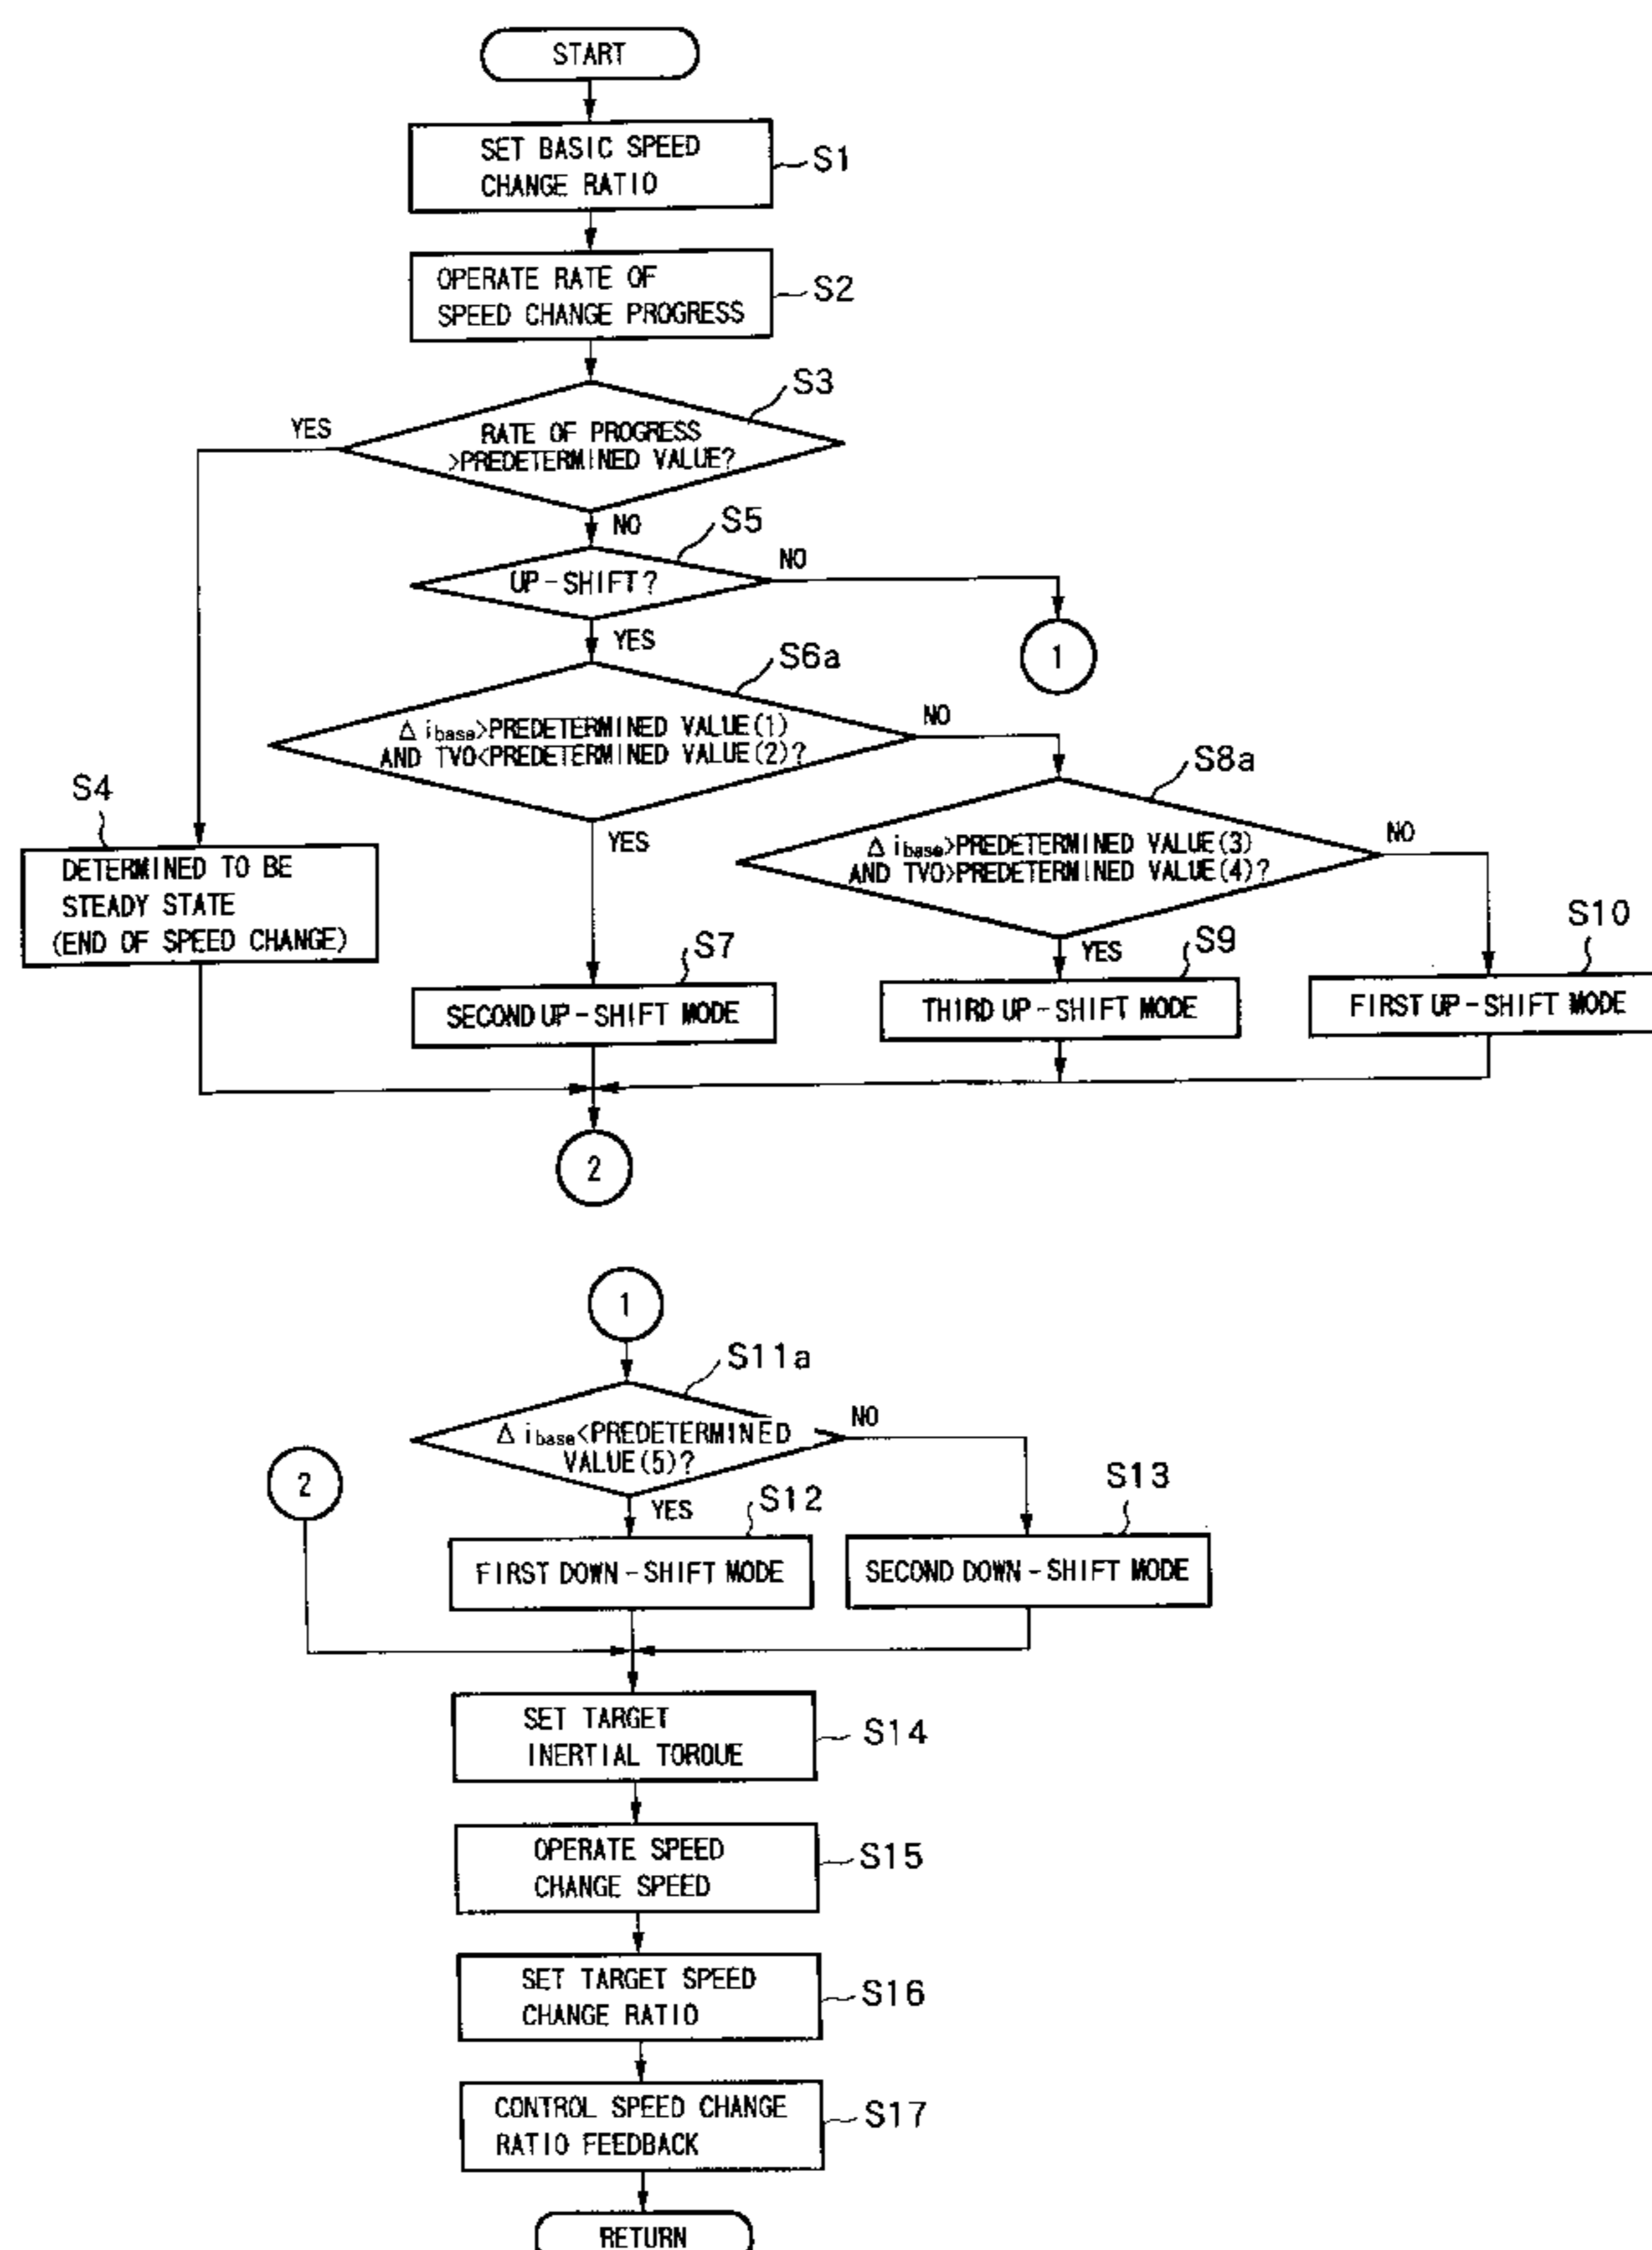 START
SET BASIC SPEED
CHANGE RATIO
S1
OPERATE RATE OF
SPEED CHANGE PROGRESS
S2
S3
YES
RATE OF PROGRESS
>PREDETERMINED VALUE?
NO
S5
UP-SHIFT?
NO
1
YES
S6a
Δ ibase>PREDETERMINED VALUE(1)
AND TVO<PREDETERMINED VALUE(2)?
NO
YES
S8a
Δ ibase>PREDETERMINED VALUE(3)
AND TVO>PREDETERMINED VALUE(4)?
NO
YES
S4
DETERMINED TO BE
STEADY STATE
(END OF SPEED CHANGE)
S7
SECOND UP-SHIFT MODE
S9
THIRD UP-SHIFT MODE
S10
FIRST UP-SHIFT MODE
2
1
S11a
Δ ibase<PREDETERMINED
VALUE(5)?
NO
2
YES
S12
FIRST DOWN-SHIFT MODE
S13
SECOND DOWN-SHIFT MODE
SET TARGET
INERTIAL TORQUE
S14
OPERATE SPEED
CHANGE SPEED
S15
SET TARGET SPEED
CHANGE RATIO
S16
CONTROL SPEED CHANGE
RATIO FEEDBACK
S17
RETURN